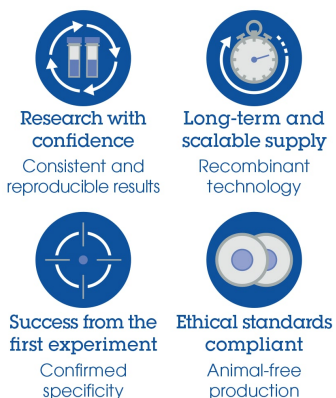 Research with
confidence
Consistent and
reproducible results
Long-term and
scalable supply
Recombinant
technology
Success from the
first experiment
Confirmed
specificity
Ethical standards
compliant
Animal-free
production